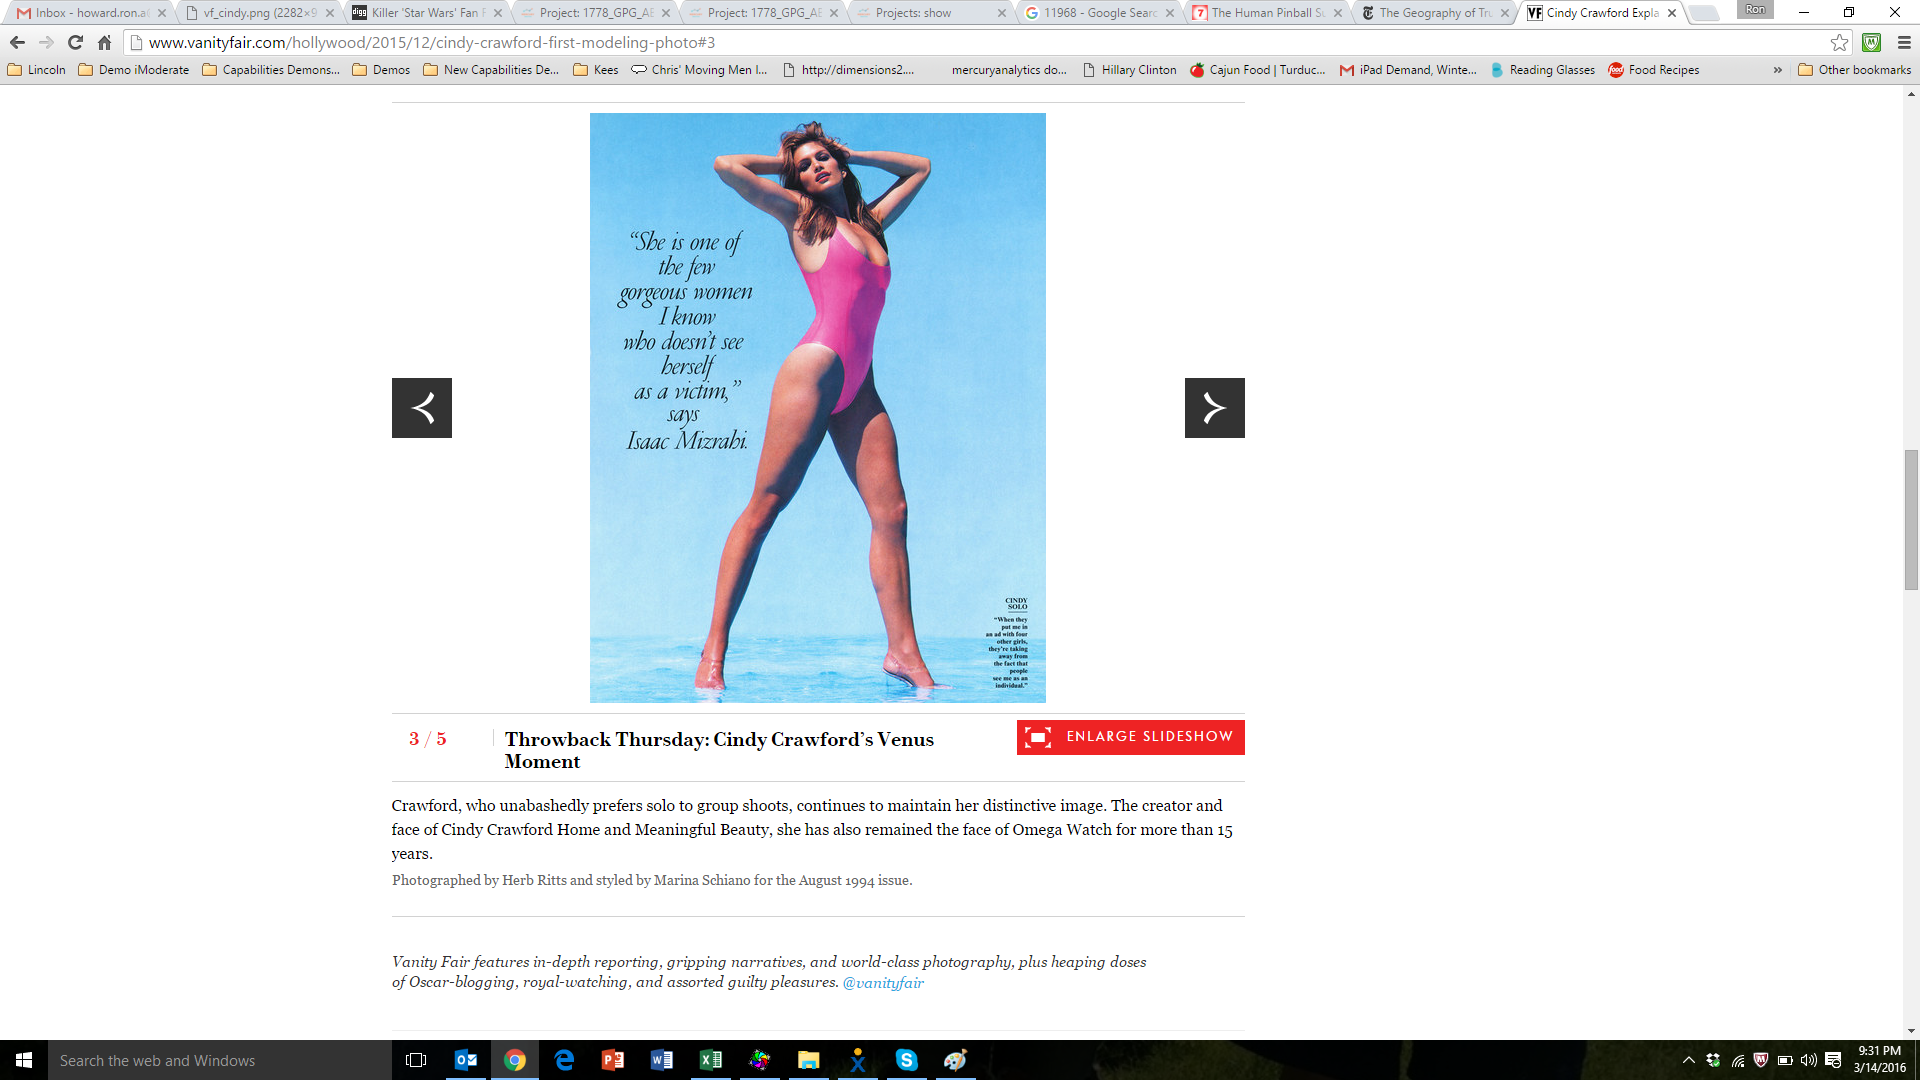 Inbox - howard.ron.a
vf_cindy.png (2282×9
Killer 'Star Wars' Fan F
Project: 1778_GPG_AE
Project: 1778_GPG_AE
Projects: show
11968 - Google Searc
The Human Pinball Su
The Geography of Tru
VF Cindy Crawford Expla
Ron
www.vanityfair.com/hollywood/2015/12/cindy-crawford-first-modeling-photo#3
Lincoln
Demo iModerate
Capabilities Demons...
Demos
New Capabilities De...
Kees
Chris' Moving Men I...
http://dimensions2....
mercuryanalytics do...
Hillary Clinton
Cajun Food | Turduc...
iPad Demand, Winte...
Reading Glasses
Food Recipes
»
Other bookmarks
“She is one of
the few
gorgeous women
I know
who doesn’t see
herself
as a victim,”
says
Isaac Mizrahi.
CINDY
SOLO
“When they
put me in
an ad with four
other girls,
they’re taking
away from
the fact that
people
see me as an
individual.”
3 / 5
Throwback Thursday: Cindy Crawford’s Venus
Moment
ENLARGE SLIDESHOW
Crawford, who unabashedly prefers solo to group shoots, continues to maintain her distinctive image. The creator and
face of Cindy Crawford Home and Meaningful Beauty, she has also remained the face of Omega Watch for more than 15
years.
Photographed by Herb Ritts and styled by Marina Schiano for the August 1994 issue.
Vanity Fair features in-depth reporting, gripping narratives, and world-class photography, plus heaping doses
of Oscar-blogging, royal-watching, and assorted guilty pleasures. @vanityfair
Search the web and Windows
9:31 PM
3/14/2016